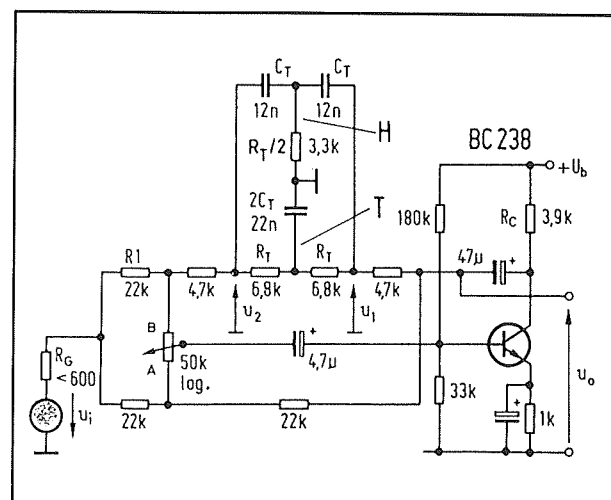 C_T C_T
12n 12n
H
BC 238
R_T/2 3,3k
+U_b
2C_T
22n
T
180k R_C 3,9k
R1 R_T R_T 47µ +
22k 4,7k 6,8k 6,8k 4,7k
B u_2 u_1
R_G
<600
A 50k
log.
+
4,7µ
u_i
33k
u_o
22k 22k
+
1k